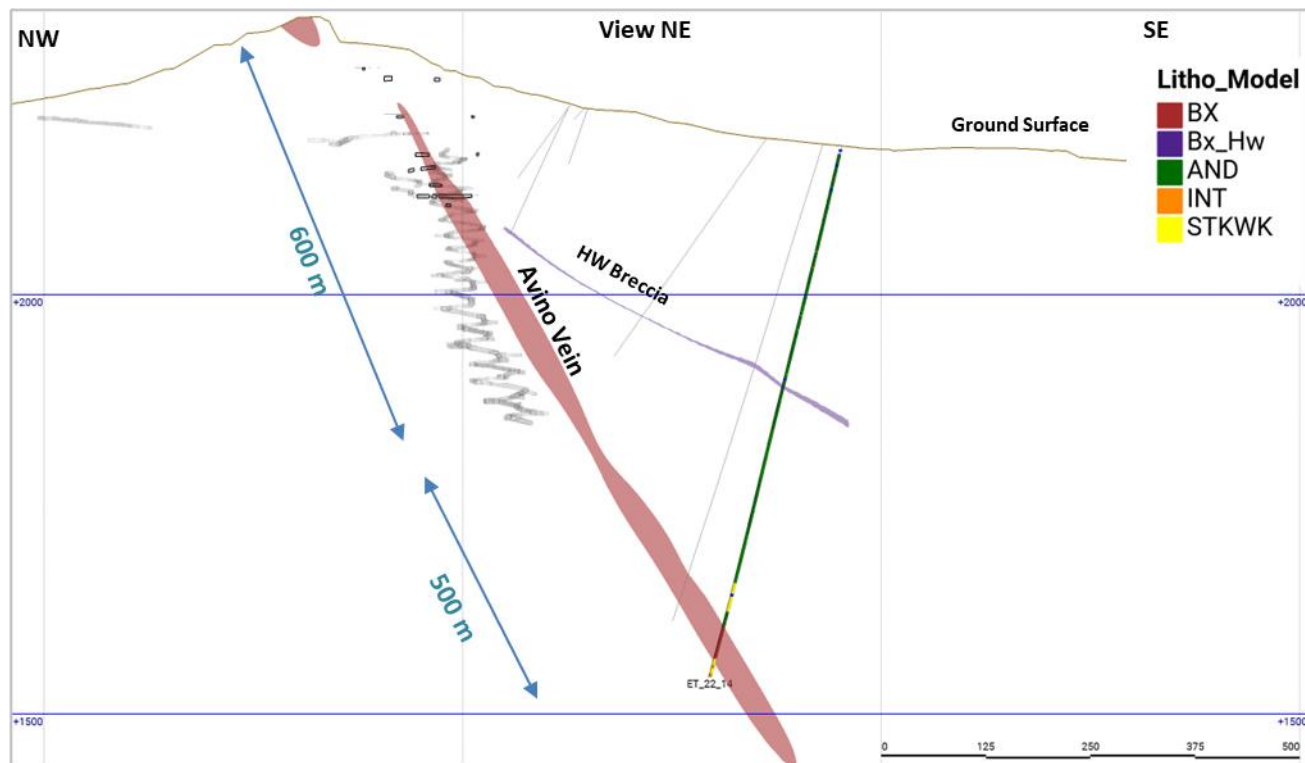 NW
View NE
SE
Litho_Model
BX
Bx_Hw
AND
INT
STKWK
Ground Surface
600 m
HW Breccia
Avino Vein
+2000
+2000
500 m
ET_22_14
+1500
+1500
0 125 250 375 500